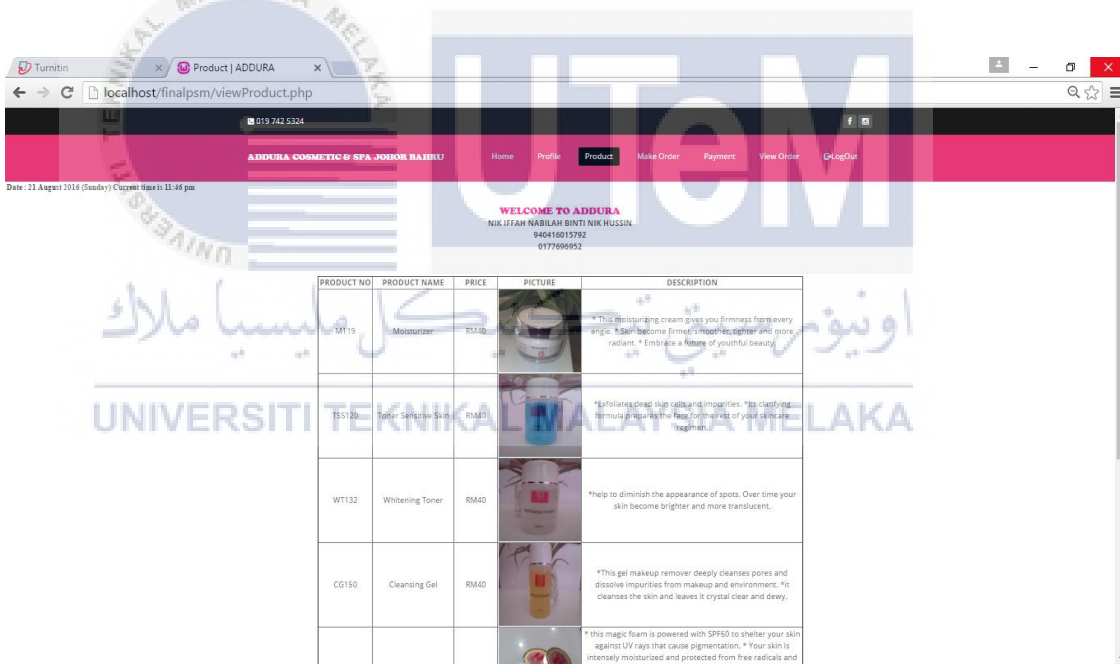 Turnitin
Product | ADDURA
localhost/finalpsm/viewProduct.php
019 742 5324
ADDURA COSMETIC & SPA JOHOR BAHRU
Home Profile Product Make Order Payment View Order LogOut
Date : 21 August 2016 (Sunday) Current time is 11:46 pm
WELCOME TO ADDURA
NIK IFFAH NABILAH BINTI NIK HUSSIN
940416015792
0177696952
PRODUCT NO PRODUCT NAME PRICE PICTURE DESCRIPTION
M119 Moisturizer RM40
* This moisturizing cream gives you firmness from every
angle. * Skin become firmer, smoother, tighter and more
radiant. * Embrace a future of youthful beauty.
TSS120 Toner Sensitive Skin RM40
*Exfoliates dead skin cells and impurities. *Its clarifying
formula prepares the face for the rest of your skincare
regimen.
WT132 Whitening Toner RM40
*help to diminish the appearance of spots. Over time your
skin become brighter and more translucent.
CG150 Cleansing Gel RM40
*This gel makeup remover deeply cleanses pores and
dissolve impurities from makeup and environment. *it
cleanses the skin and leaves it crystal clear and dewy.
* this magic foam is powered with SPF60 to shelter your skin
against UV rays that cause pigmentation. * Your skin is
intensely moisturized and protected from free radicals and
UTeM
اونيۏرسيتي تيكنيكل مليسيا ملاك
UNIVERSITI TEKNIKAL MALAYSIA MELAKA